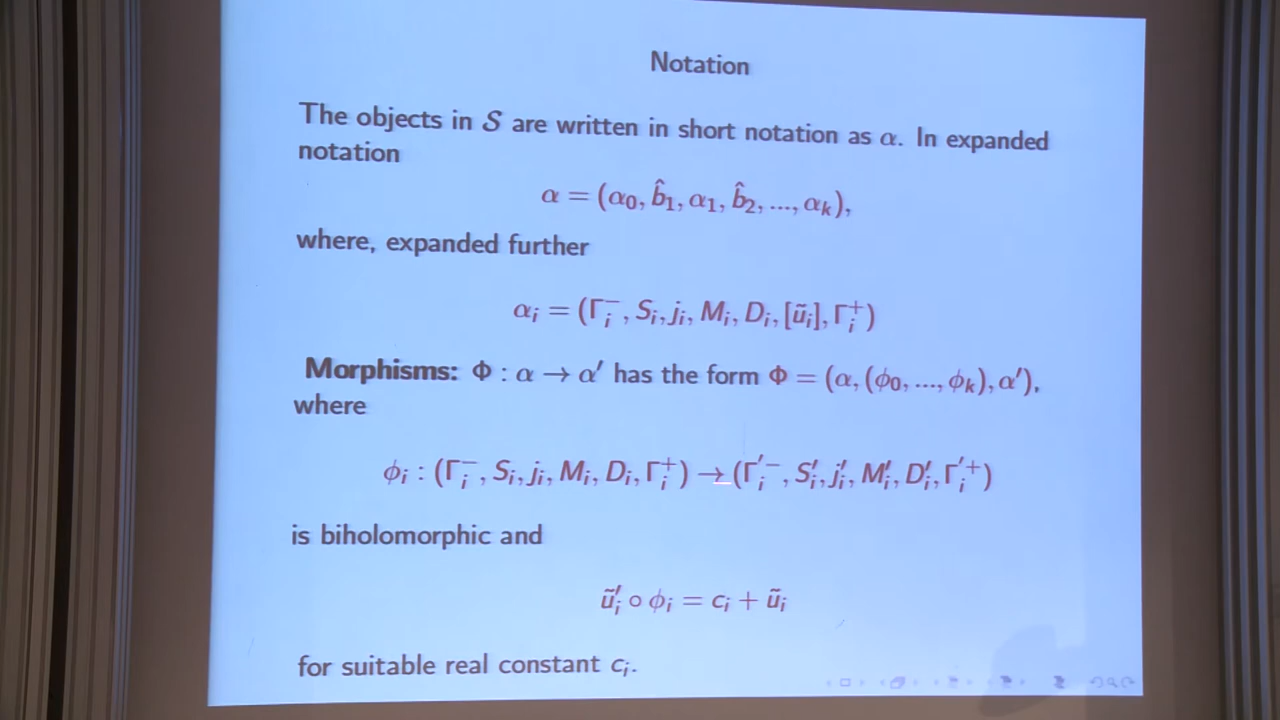 Notation
The objects in 𝒮 are written in short notation as α. In expanded
notation
α = (α₀, b̂₁, α₁, b̂₂, ..., αₖ),
where, expanded further
αᵢ = (Γᵢ⁻, Sᵢ, jᵢ, Mᵢ, Dᵢ, [ũᵢ], Γᵢ⁺)
Morphisms: Φ : α → α′ has the form Φ = (α, (ϕ₀, ..., ϕₖ), α′),
where
ϕᵢ : (Γᵢ⁻, Sᵢ, jᵢ, Mᵢ, Dᵢ, Γᵢ⁺) → (Γ′ᵢ⁻, S′ᵢ, j′ᵢ, M′ᵢ, D′ᵢ, Γ′ᵢ⁺)
is biholomorphic and
ũ′ᵢ ∘ ϕᵢ = cᵢ + ũᵢ
for suitable real constant cᵢ.